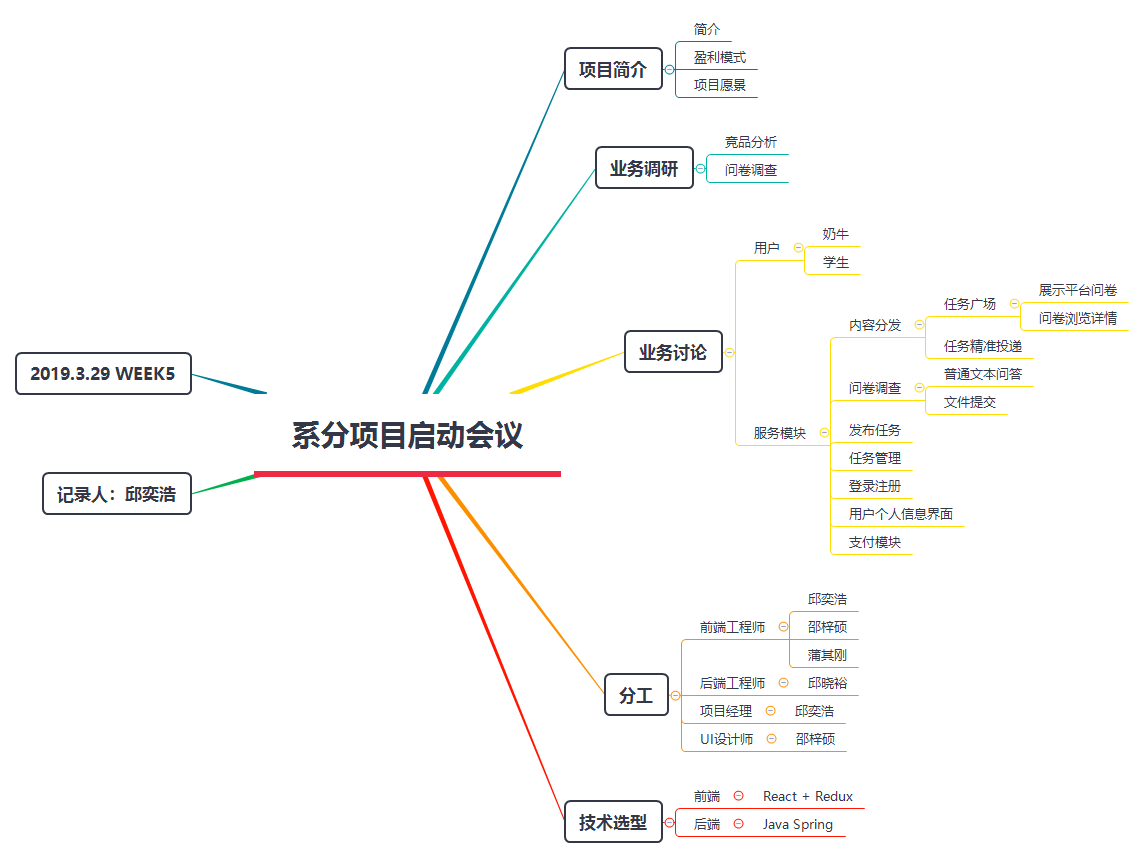 系分项目启动会议
2019.3.29 WEEK5
记录人：邱奕浩
项目简介
简介
盈利模式
项目愿景
业务调研
竞品分析
问卷调查
业务讨论
用户
奶牛
学生
服务模块
内容分发
任务广场
展示平台问卷
问卷浏览详情
任务精准投递
问卷调查
普通文本问答
文件提交
发布任务
任务管理
登录注册
用户个人信息界面
支付模块
分工
前端工程师
邱奕浩
邵梓硕
蒲其刚
后端工程师
邱晓裕
项目经理
邱奕浩
UI设计师
邵梓硕
技术选型
前端
React + Redux
后端
Java Spring